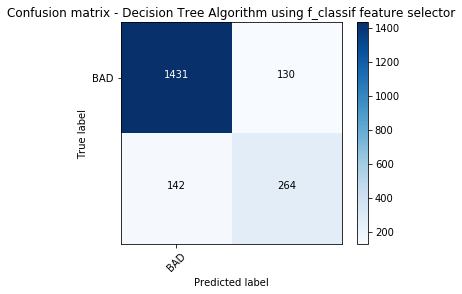 Confusion matrix - Decision Tree Algorithm using f_classif feature selector
1400
1431 130
BAD
1200
1000
True label
800
600
142 264
400
200
BAD
Predicted label